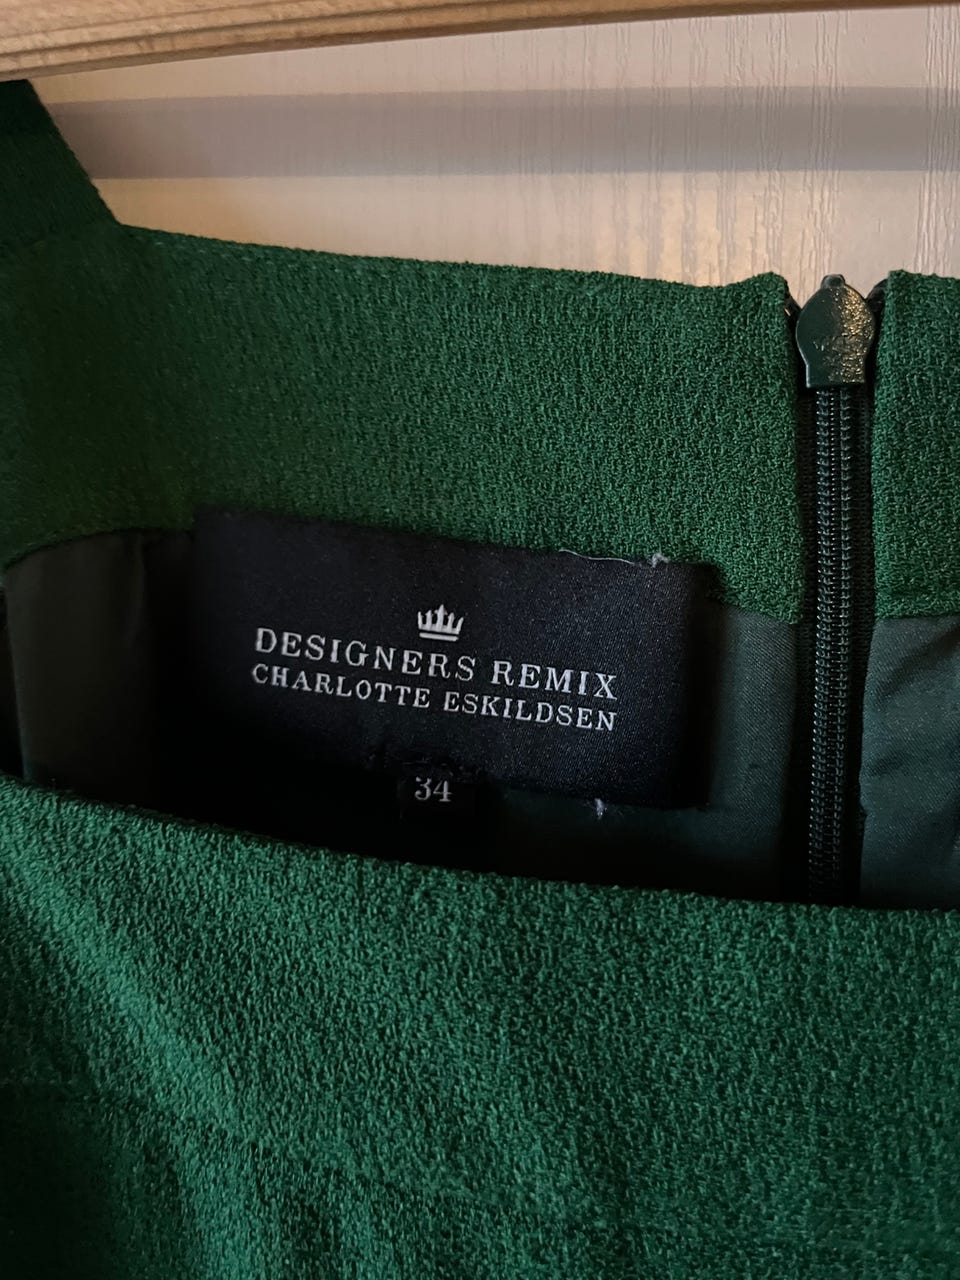 DESIGNERS REMIX
CHARLOTTE ESKILDSEN
34